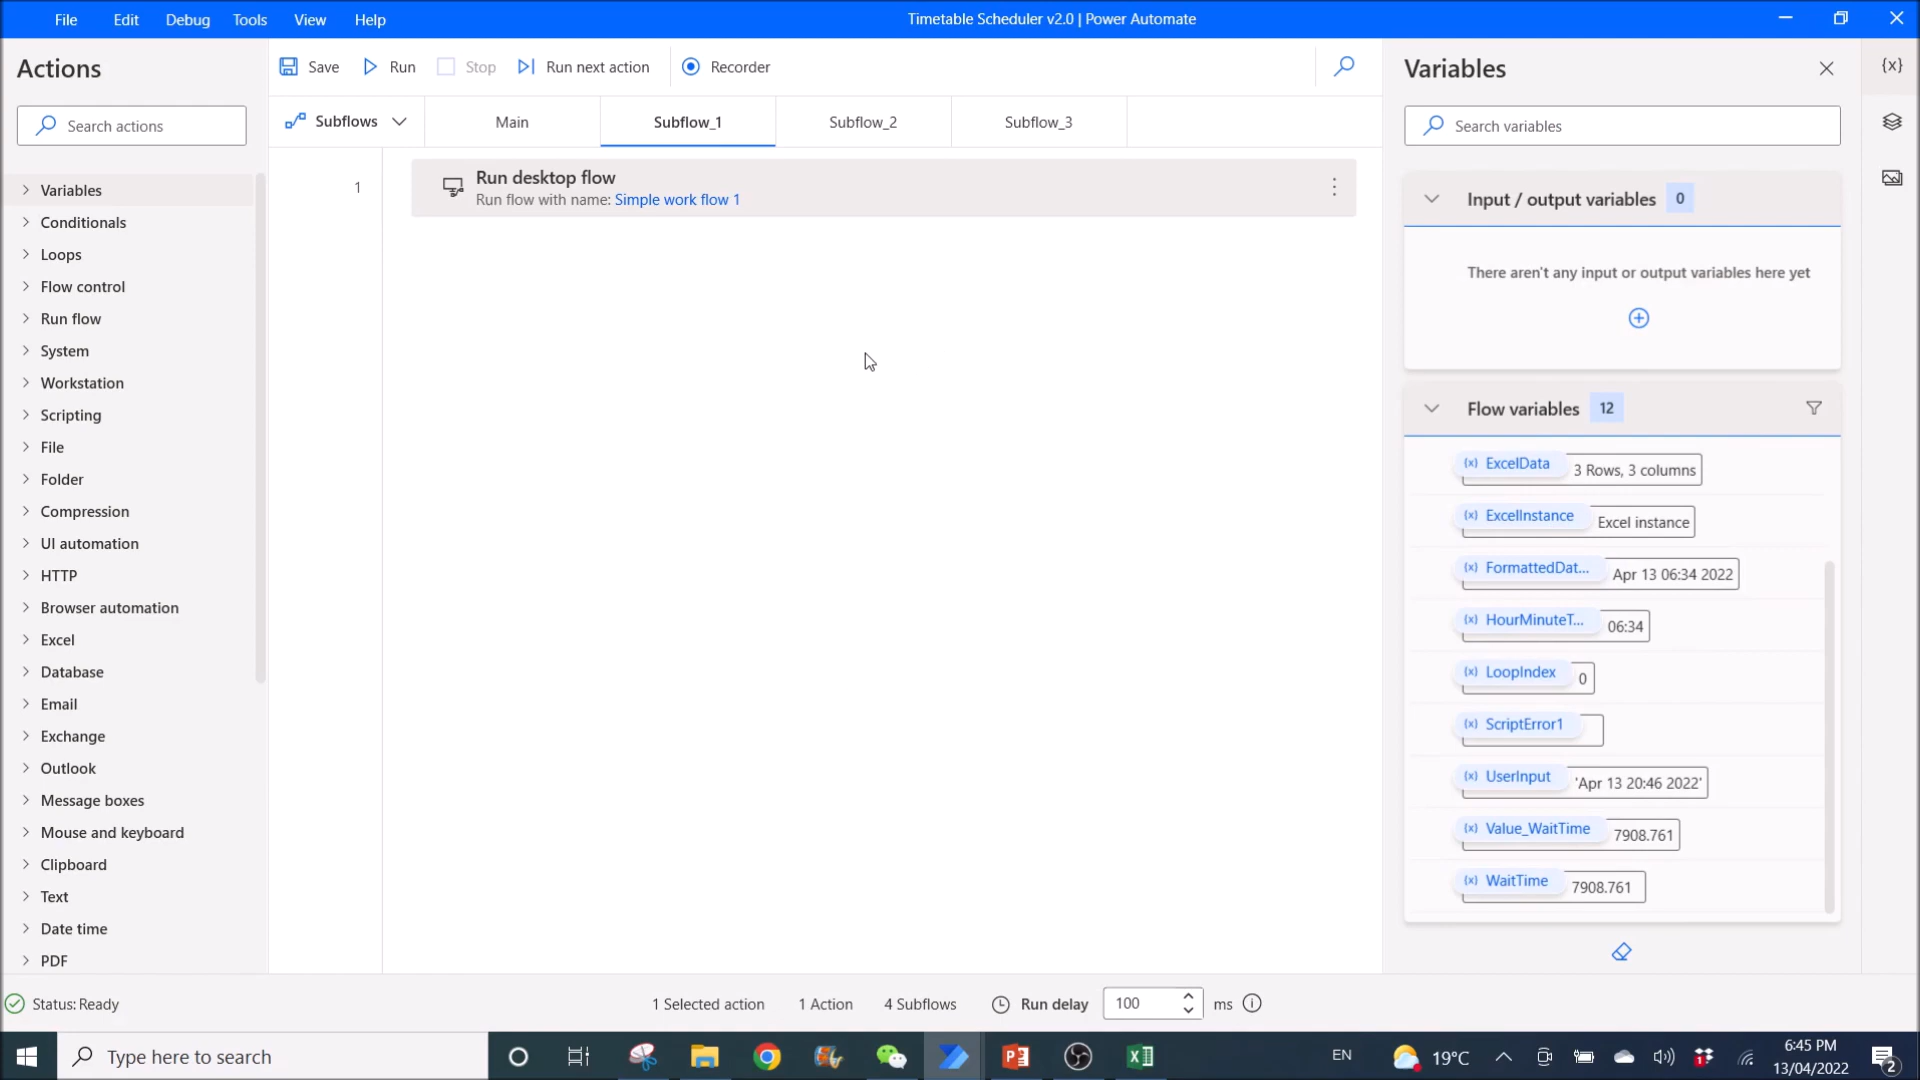 File Edit Debug Tools View Help Timetable Scheduler v2.0 | Power Automate
Actions
Search actions
Variables
Conditionals
Loops
Flow control
Run flow
System
Workstation
Scripting
File
Folder
Compression
UI automation
HTTP
Browser automation
Excel
Database
Email
Exchange
Outlook
Message boxes
Mouse and keyboard
Clipboard
Text
Date time
PDF
Save Run Stop Run next action Recorder
Subflows Main Subflow_1 Subflow_2 Subflow_3
1
Run desktop flow
Run flow with name: Simple work flow 1
Variables
{x}
Search variables
Input / output variables 0
There aren't any input or output variables here yet
Flow variables 12
(x) ExcelData 3 Rows, 3 columns
(x) ExcelInstance Excel instance
(x) FormattedDat... Apr 13 06:34 2022
(x) HourMinuteT... 06:34
(x) LoopIndex 0
(x) ScriptError1
(x) UserInput 'Apr 13 20:46 2022'
(x) Value_WaitTime 7908.761
(x) WaitTime 7908.761
Status: Ready 1 Selected action 1 Action 4 Subflows Run delay 100 ms
Type here to search
EN
19°C
6:45 PM
13/04/2022
2